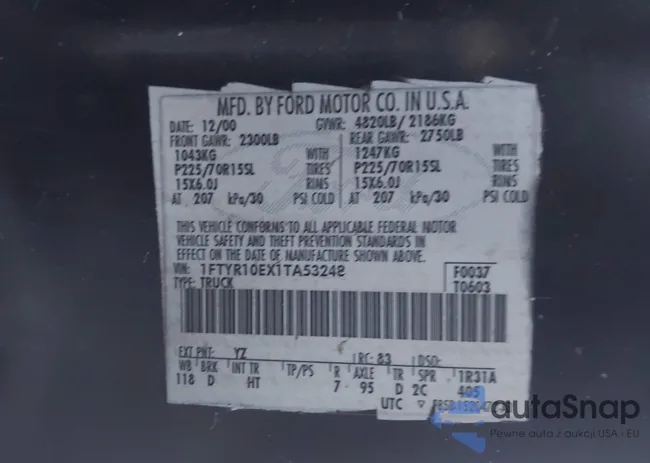 MFD. BY FORD MOTOR CO. IN U.S.A.
DATE: 12/00 GVWR: 4820LB/ 2186KG
FRONT GAWR: 2300LB REAR GAWR: 2750LB
1043KG WITH 1247KG WITH
P225/70R15SL TIRES P225/70R15SL TIRES
15X6.0J RIMS 15X6.0J RIMS
AT 207 kPa/30 PSI COLD AT 207 kPa/30 PSI COLD
THIS VEHICLE CONFORMS TO ALL APPLICABLE FEDERAL MOTOR
VEHICLE SAFETY AND THEFT PREVENTION STANDARDS IN
EFFECT ON THE DATE OF MANUFACTURE SHOWN ABOVE.
VIN: 1FTYR10EX1TA53248 F0037
TYPE: TRUCK T0603
EXT PNT: YZ RC: 83 DSO:
WB BRK INT TR TP/PS R AXLE TR SPR 1R31A
118 D HT 7 95 D 2C 405
UTC
autaSnap
Pewne auta z aukcji USA - EU